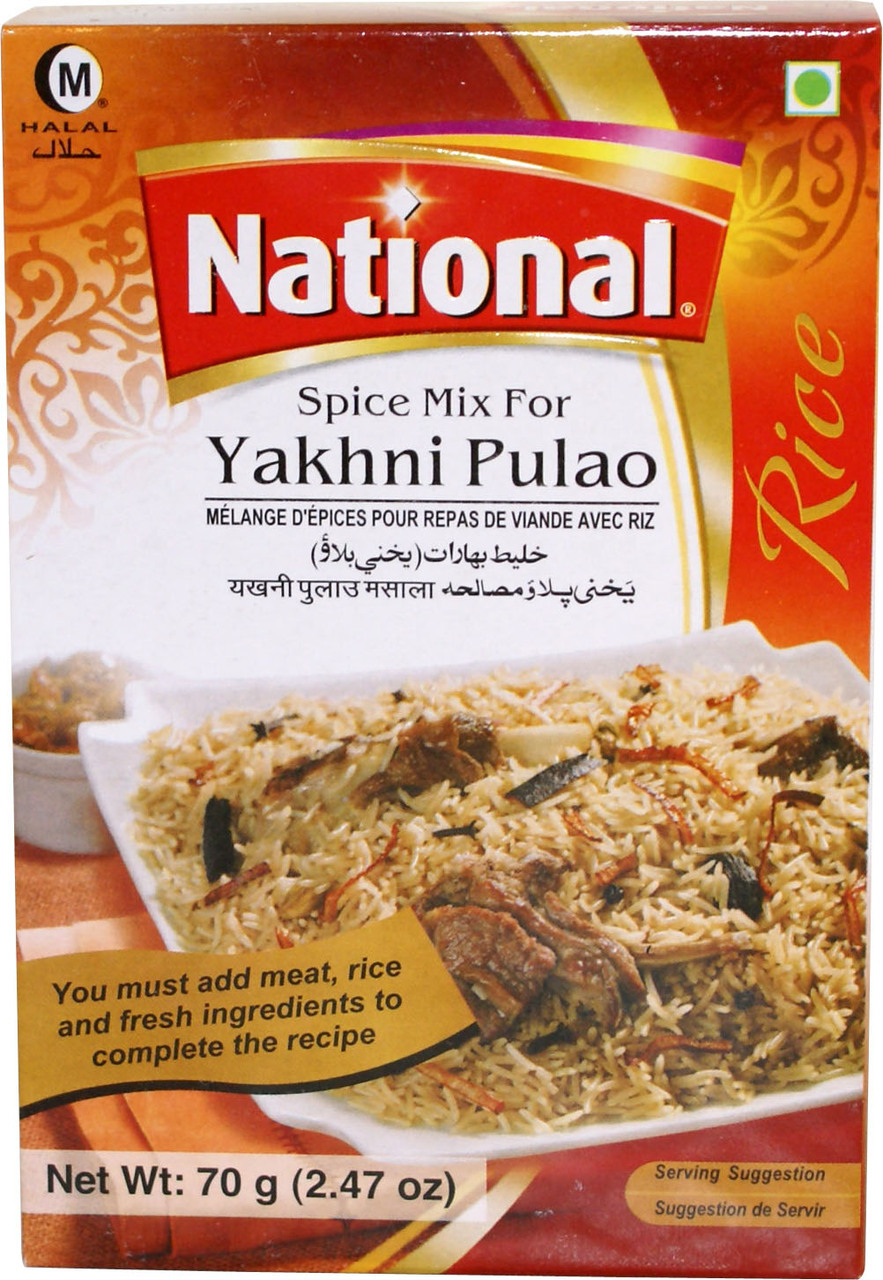 M
®
HALAL
حلال
National®
Rice
Spice Mix For
Yakhni Pulao
MÉLANGE D'ÉPICES POUR REPAS DE VIANDE AVEC RIZ
خليط بهارات (يخني بلاؤ)
यखनी पुलाउ मसाला یَخنی پلاؤ مصالحہ
You must add meat, rice
and fresh ingredients to
complete the recipe
Net Wt: 70 g (2.47 oz)
Serving Suggestion
Suggestion de Servir